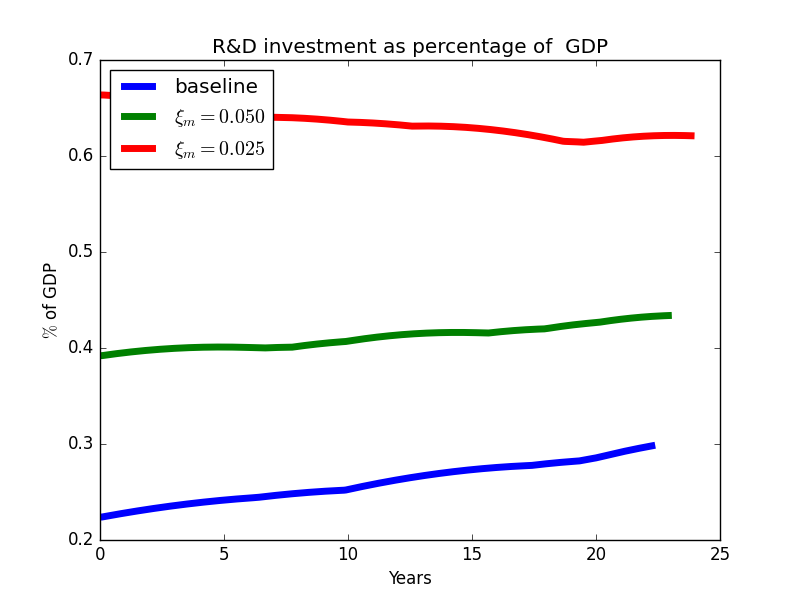 R&D investment as percentage of  GDP
baseline
ξm = 0.050
ξm = 0.025
% of GDP
0.7
0.6
0.5
0.4
0.3
0.2
0 5 10 15 20 25
Years